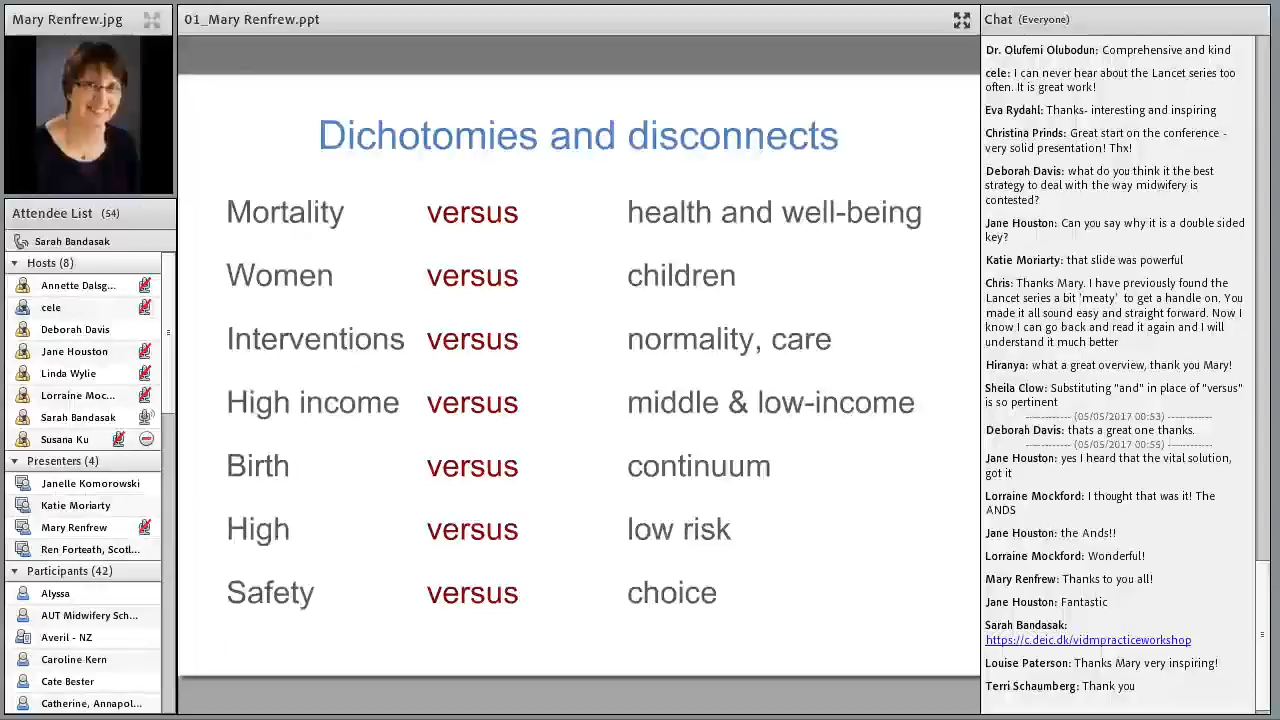 Mary Renfrew.jpg
01_Mary Renfrew.ppt
Chat (Everyone)
Attendee List (54)
Sarah Bandasak
Hosts (8)
Annette Dalsg...
cele
Deborah Davis
Jane Houston
Linda Wylie
Lorraine Moc...
Sarah Bandasak
Susana Ku
Presenters (4)
Janelle Komorowski
Katie Moriarty
Mary Renfrew
Ren Forteath, Scotl...
Participants (42)
Alyssa
AUT Midwifery Sch...
Averil - NZ
Caroline Kern
Cate Bester
Catherine, Annapol...
Dichotomies and disconnects
Mortality versus health and well-being
Women versus children
Interventions versus normality, care
High income versus middle & low-income
Birth versus continuum
High versus low risk
Safety versus choice
Dr. Olufemi Olubodun: Comprehensive and kind
cele: I can never hear about the Lancet series too
often. It is great work!
Eva Rydahl: Thanks- interesting and inspiring
Christina Prinds: Great start on the conference -
very solid presentation! Thx!
Deborah Davis: what do you think it the best
strategy to deal with the way midwifery is
contested?
Jane Houston: Can you say why it is a double sided
key?
Katie Moriarty: that slide was powerful
Chris: Thanks Mary. I have previously found the
Lancet series a bit 'meaty' to get a handle on. You
made it all sound easy and straight forward. Now I
know I can go back and read it again and I will
understand it much better
Hiranya: what a great overview, thank you Mary!
Sheila Clow: Substituting "and" in place of "versus"
is so pertinent
------------ (05/05/2017 00:53) ------------
Deborah Davis: thats a great one thanks.
------------ (05/05/2017 00:55) ------------
Jane Houston: yes I heard that the vital solution,
got it
Lorraine Mockford: I thought that was it! The
ANDS
Jane Houston: the Ands!!
Lorraine Mockford: Wonderful!
Mary Renfrew: Thanks to you all!
Jane Houston: Fantastic
Sarah Bandasak:
https://c.deic.dk/vidmpracticeworkshop
Louise Paterson: Thanks Mary very inspiring!
Terri Schaumberg: Thank you